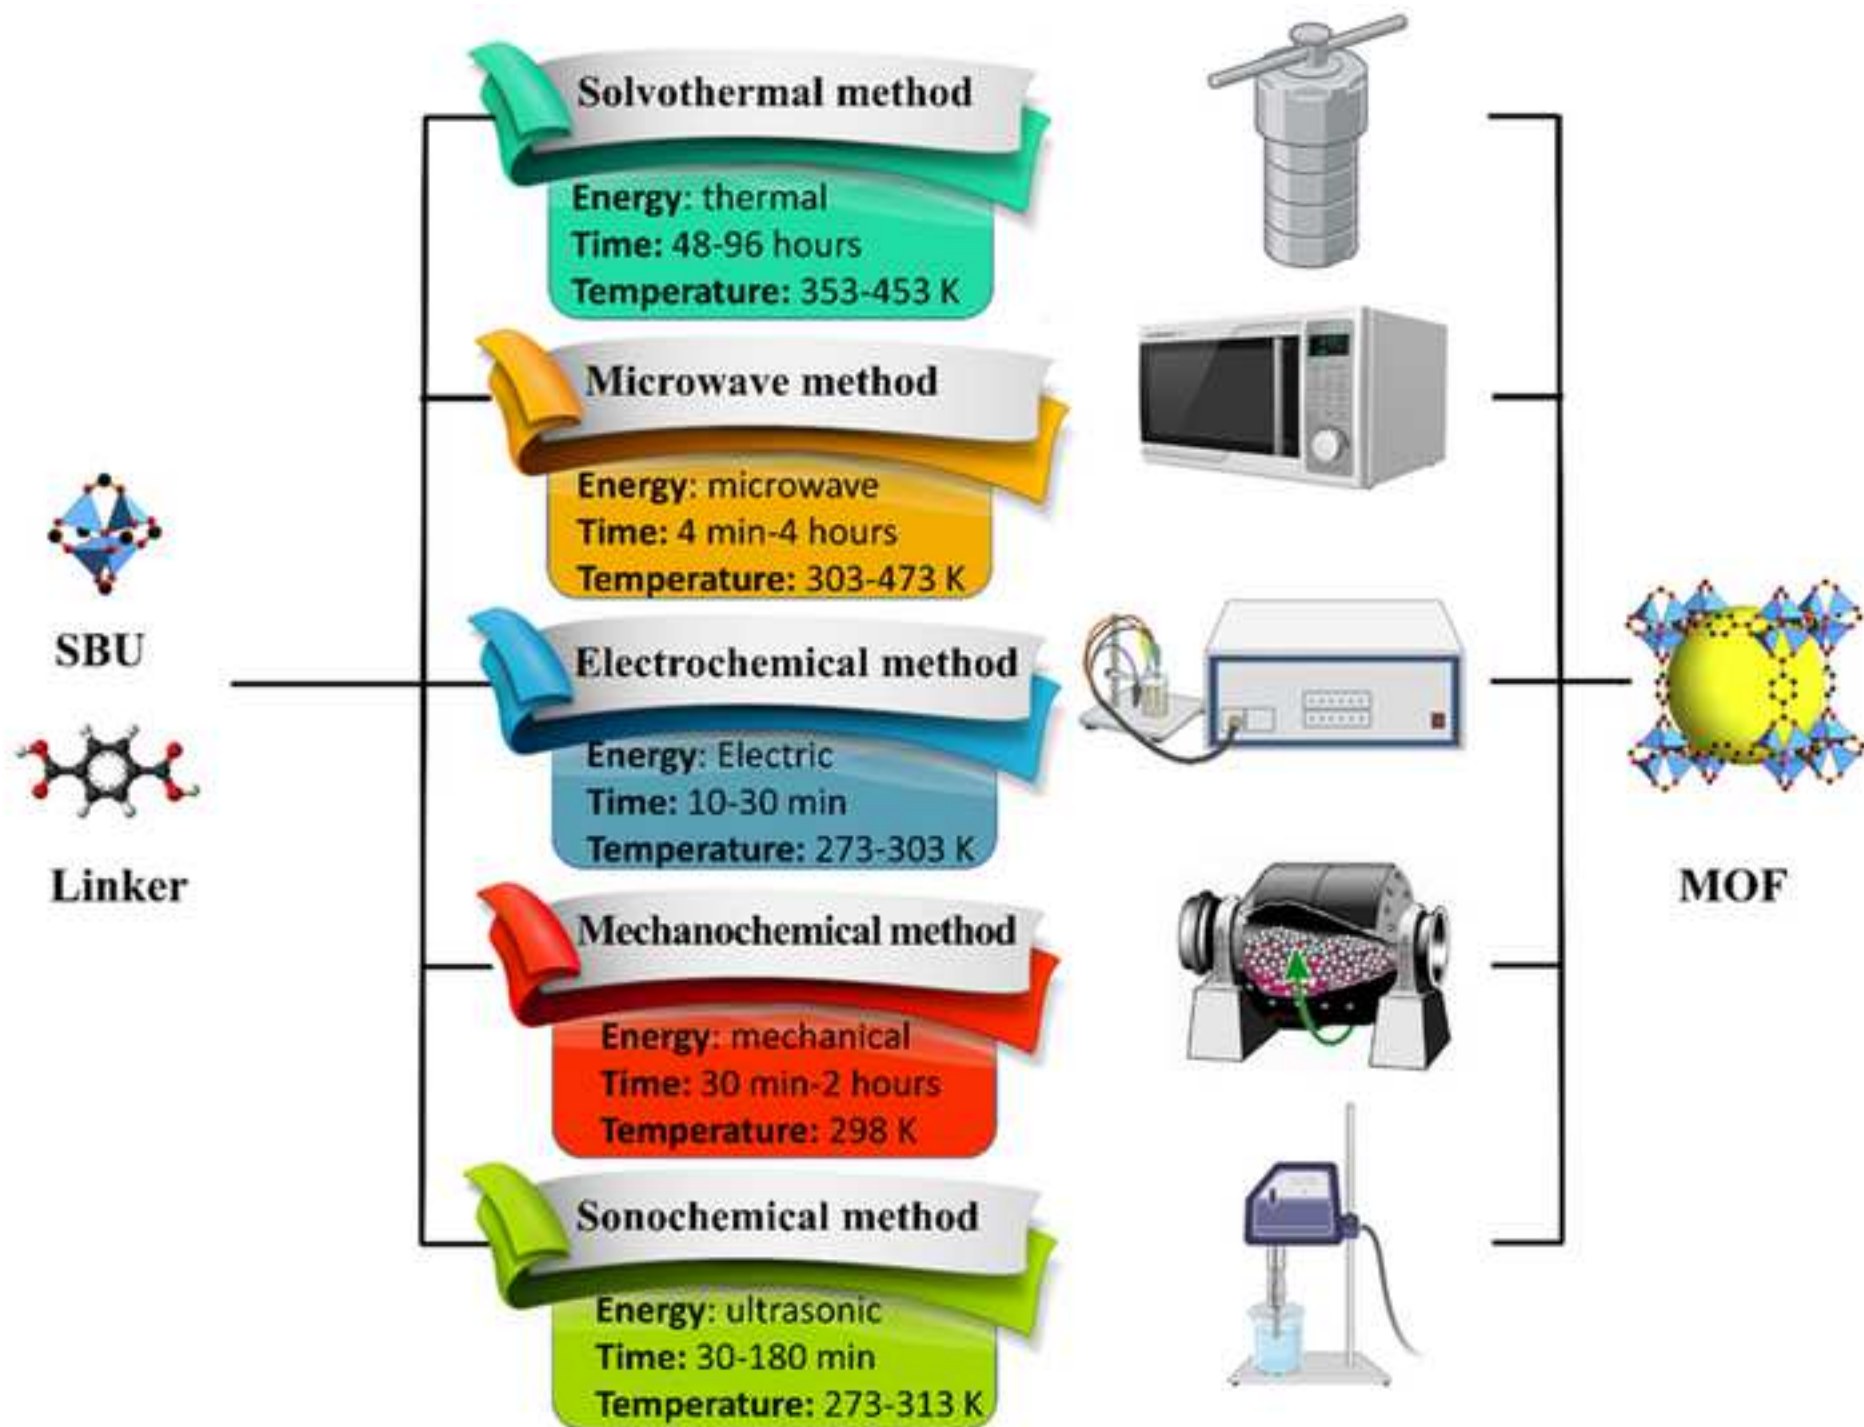 SBU
Linker
Solvothermal method
Energy: thermal
Time: 48-96 hours
Temperature: 353-453 K
Microwave method
Energy: microwave
Time: 4 min-4 hours
Temperature: 303-473 K
Electrochemical method
Energy: Electric
Time: 10-30 min
Temperature: 273-303 K
Mechanochemical method
Energy: mechanical
Time: 30 min-2 hours
Temperature: 298 K
Sonochemical method
Energy: ultrasonic
Time: 30-180 min
Temperature: 273-313 K
MOF